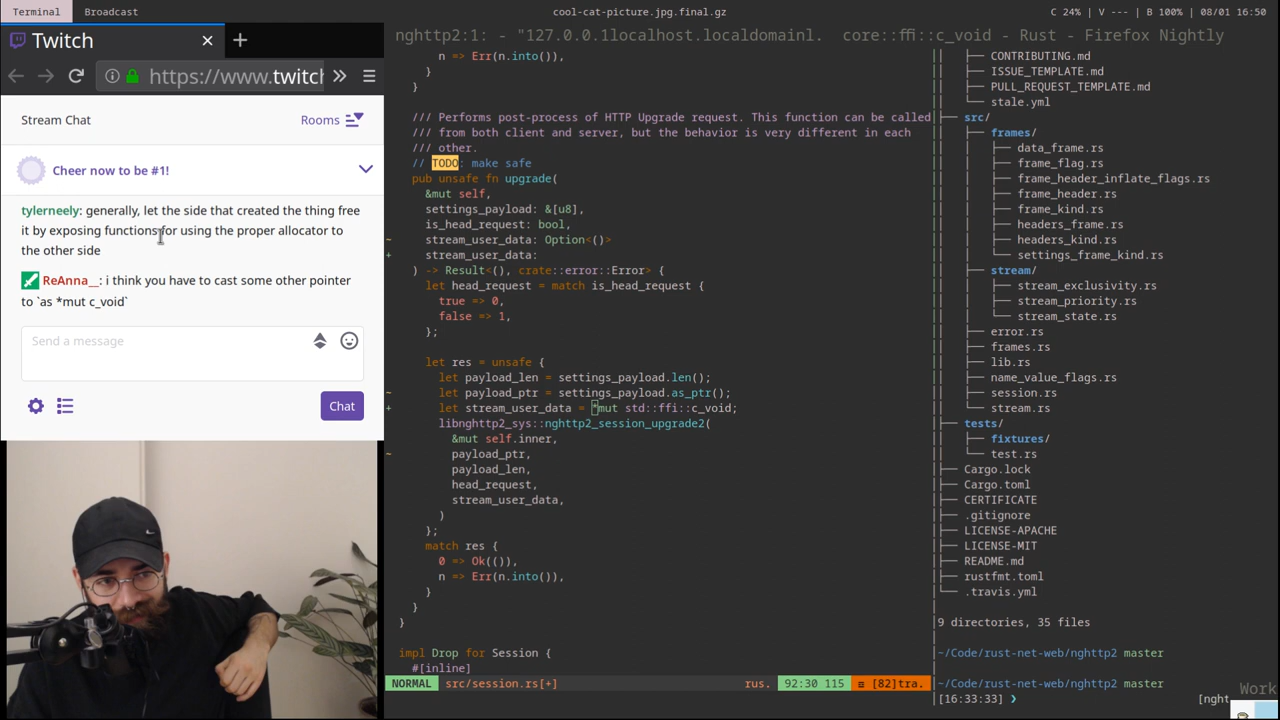 Terminal Broadcast cool-cat-picture.jpg.final.gz C 24% | V --- | B 100% | 08/01 16:50
Twitch
nghttp2:1: - "127.0.0.1localhost.localdomainl. core::ffi::c_void - Rust - Firefox Nightly
https://www.twitch
Stream Chat
Rooms
Cheer now to be #1!
tylerneely: generally, let the side that created the thing free
it by exposing functions for using the proper allocator to
the other side
ReAnna__: i think you have to cast some other pointer
to `as *mut c_void`
Send a message
Chat
n => Err(n.into()),
}
}
/// Performs post-process of HTTP Upgrade request. This function can be called
/// from both client and server, but the behavior is very different in each
/// other.
// TODO: make safe
pub unsafe fn upgrade(
&mut self,
settings_payload: &[u8],
is_head_request: bool,
~ stream_user_data: Option<()>
+ stream_user_data:
) -> Result<(), crate::error::Error> {
let head_request = match is_head_request {
true => 0,
false => 1,
};
let res = unsafe {
let payload_len = settings_payload.len();
~ let payload_ptr = settings_payload.as_ptr();
+ let stream_user_data = *mut std::ffi::c_void;
libnghttp2_sys::nghttp2_session_upgrade2(
&mut self.inner,
~ payload_ptr,
payload_len,
head_request,
stream_user_data,
)
};
match res {
0 => Ok(()),
n => Err(n.into()),
}
}
}
impl Drop for Session {
#[inline]
NORMAL src/session.rs[+] rus. 92:30 115 ≡ [82]tra.
├── CONTRIBUTING.md
├── ISSUE_TEMPLATE.md
├── PULL_REQUEST_TEMPLATE.md
└── stale.yml
├── src/
├── frames/
├── data_frame.rs
├── frame_flag.rs
├── frame_header_inflate_flags.rs
├── frame_header.rs
├── frame_kind.rs
├── headers_frame.rs
├── headers_kind.rs
└── settings_frame_kind.rs
├── stream/
├── stream_exclusivity.rs
├── stream_priority.rs
└── stream_state.rs
├── error.rs
├── frames.rs
├── lib.rs
├── name_value_flags.rs
├── session.rs
└── stream.rs
├── tests/
├── fixtures/
└── test.rs
├── Cargo.lock
├── Cargo.toml
├── CERTIFICATE
├── .gitignore
├── LICENSE-APACHE
├── LICENSE-MIT
├── README.md
├── rustfmt.toml
└── .travis.yml
9 directories, 35 files
~/Code/rust-net-web/nghttp2 master
~/Code/rust-net-web/nghttp2 master
[16:33:33] ❯ [nght
Work